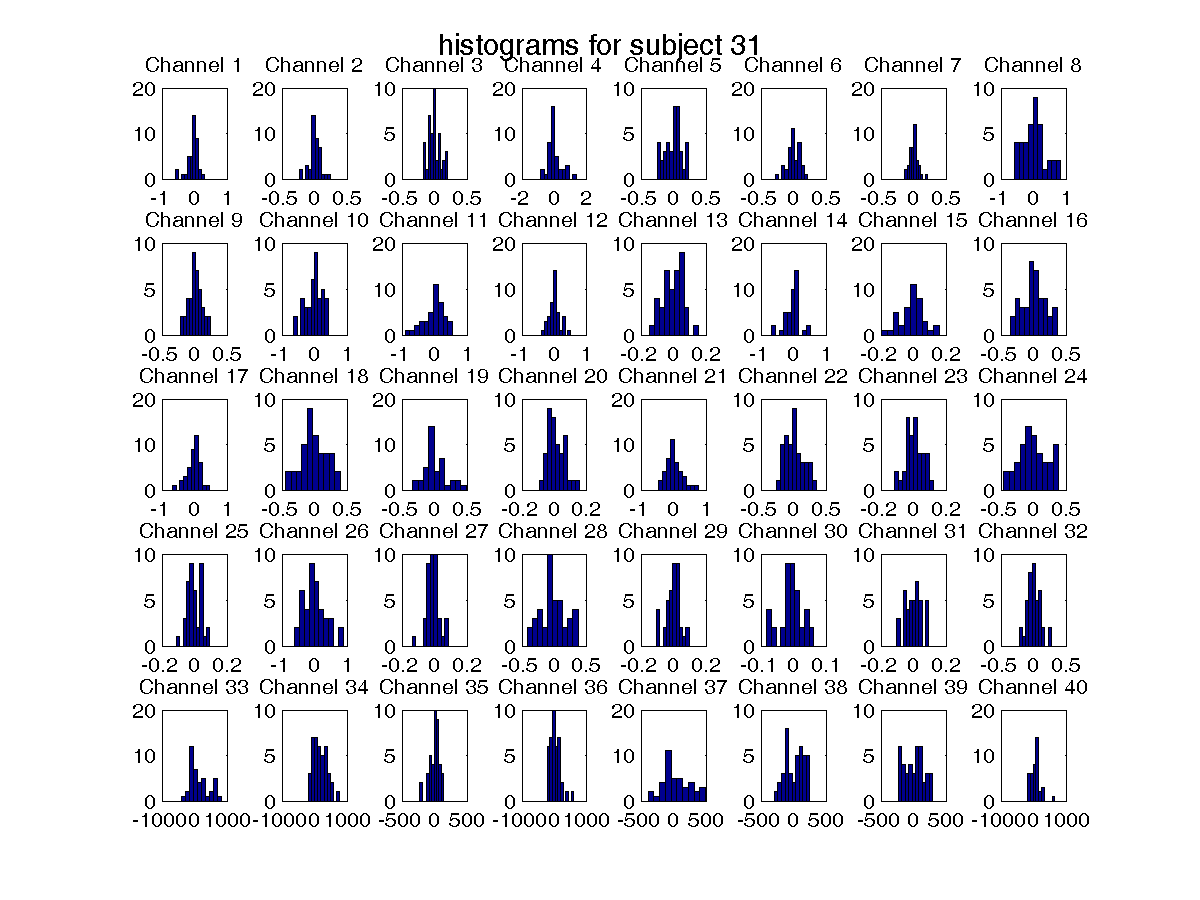 histograms for subject 31
Channel 1 Channel 2 Channel 3 Channel 4 Channel 5 Channel 6 Channel 7 Channel 8
20 20 10 20 10 20 20 10
10 10 5 10 5 10 10 5
0 0 0 0 0 0 0 0
-1 0 1 -0.5 0 0.5 -0.5 0 0.5 -2 0 2 -0.5 0 0.5 -0.5 0 0.5 -0.5 0 0.5 -1 0 1
Channel 9 Channel 10 Channel 11 Channel 12 Channel 13 Channel 14 Channel 15 Channel 16
10 10 20 20 10 20 20 10
5 5 10 10 5 10 10 5
0 0 0 0 0 0 0 0
-0.5 0 0.5 -1 0 1 -1 0 1 -1 0 1 -0.2 0 0.2 -1 0 1 -0.2 0 0.2 -0.5 0 0.5
Channel 17 Channel 18 Channel 19 Channel 20 Channel 21 Channel 22 Channel 23 Channel 24
20 10 20 10 20 10 10 10
10 5 10 5 10 5 5 5
0 0 0 0 0 0 0 0
-1 0 1 -0.5 0 0.5 -0.5 0 0.5 -0.2 0 0.2 -1 0 1 -0.5 0 0.5 -0.2 0 0.2 -0.5 0 0.5
Channel 25 Channel 26 Channel 27 Channel 28 Channel 29 Channel 30 Channel 31 Channel 32
10 10 10 10 10 10 10 10
5 5 5 5 5 5 5 5
0 0 0 0 0 0 0 0
-0.2 0 0.2 -1 0 1 -0.2 0 0.2 -0.5 0 0.5 -0.2 0 0.2 -0.1 0 0.1 -0.2 0 0.2 -0.5 0 0.5
Channel 33 Channel 34 Channel 35 Channel 36 Channel 37 Channel 38 Channel 39 Channel 40
20 10 10 10 20 10 10 20
10 5 5 5 10 5 5 10
0 0 0 0 0 0 0 0
-1000 0 1000 -1000 0 1000 -500 0 500 -1000 0 1000 -500 0 500 -500 0 500 -500 0 500 -1000 0 1000